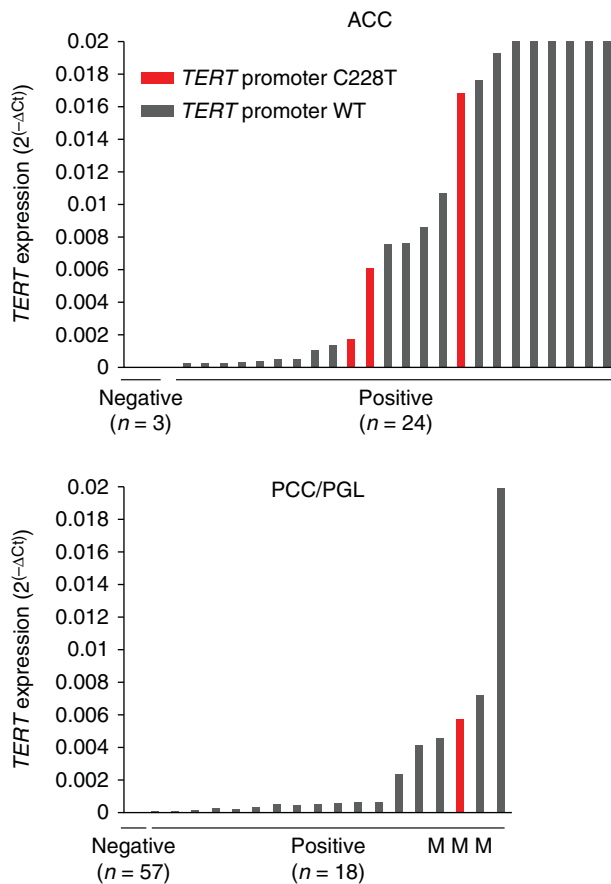 ACC
TERT expression (2(−ΔCt))
0.02
0.018
0.016
0.014
0.012
0.01
0.008
0.006
0.004
0.002
0
TERT promoter C228T
TERT promoter WT
Negative
(n = 3)
Positive
(n = 24)
PCC/PGL
TERT expression (2(−ΔCt))
0.02
0.018
0.016
0.014
0.012
0.01
0.008
0.006
0.004
0.002
0
Negative
(n = 57)
Positive
(n = 18)
M M M